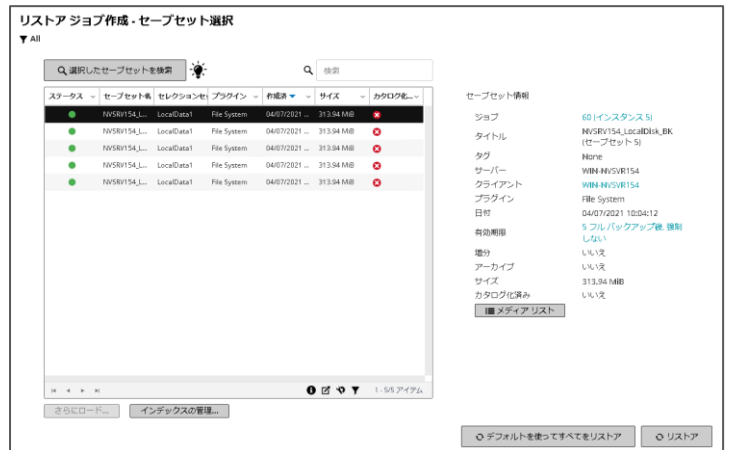 リストア ジョブ作成 - セーブセット選択
All
選択したセーブセットを検索
検索
ステータス セーブセット名 セレクションセ プラグイン 作成済 サイズ カタログ化...
NVSRV154_L... LocalData1 File System 04/07/2021 ... 313.94 MiB
NVSRV154_L... LocalData1 File System 04/07/2021 ... 313.94 MiB
NVSRV154_L... LocalData1 File System 04/07/2021 ... 313.94 MiB
NVSRV154_L... LocalData1 File System 04/07/2021 ... 313.94 MiB
NVSRV154_L... LocalData1 File System 04/07/2021 ... 313.94 MiB
1 - 5/5 アイテム
さらにロード...
インデックスの管理...
セーブセット情報
ジョブ 60 (インスタンス 5)
タイトル NVSRV154_LocalDisk_BK
(セーブセット 5)
タグ None
サーバー WIN-NVSVR154
クライアント WIN-NVSVR154
プラグイン File System
日付 04/07/2021 10:04:12
有効期限 5 フル バックアップ後. 強制
しない
増分 いいえ
アーカイブ いいえ
サイズ 313.94 MiB
カタログ化済み いいえ
メディア リスト
デフォルトを使ってすべてをリストア
リストア